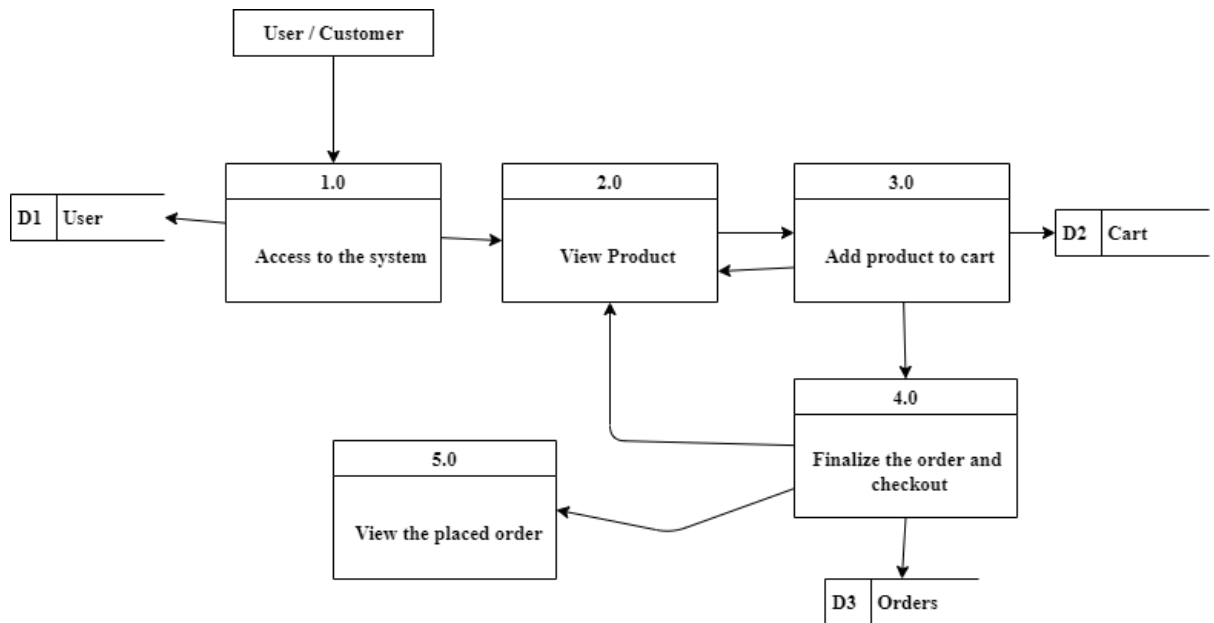 User / Customer
1.0
Access to the system
D1 User
2.0
View Product
3.0
Add product to cart
D2 Cart
4.0
Finalize the order and
checkout
5.0
View the placed order
D3 Orders